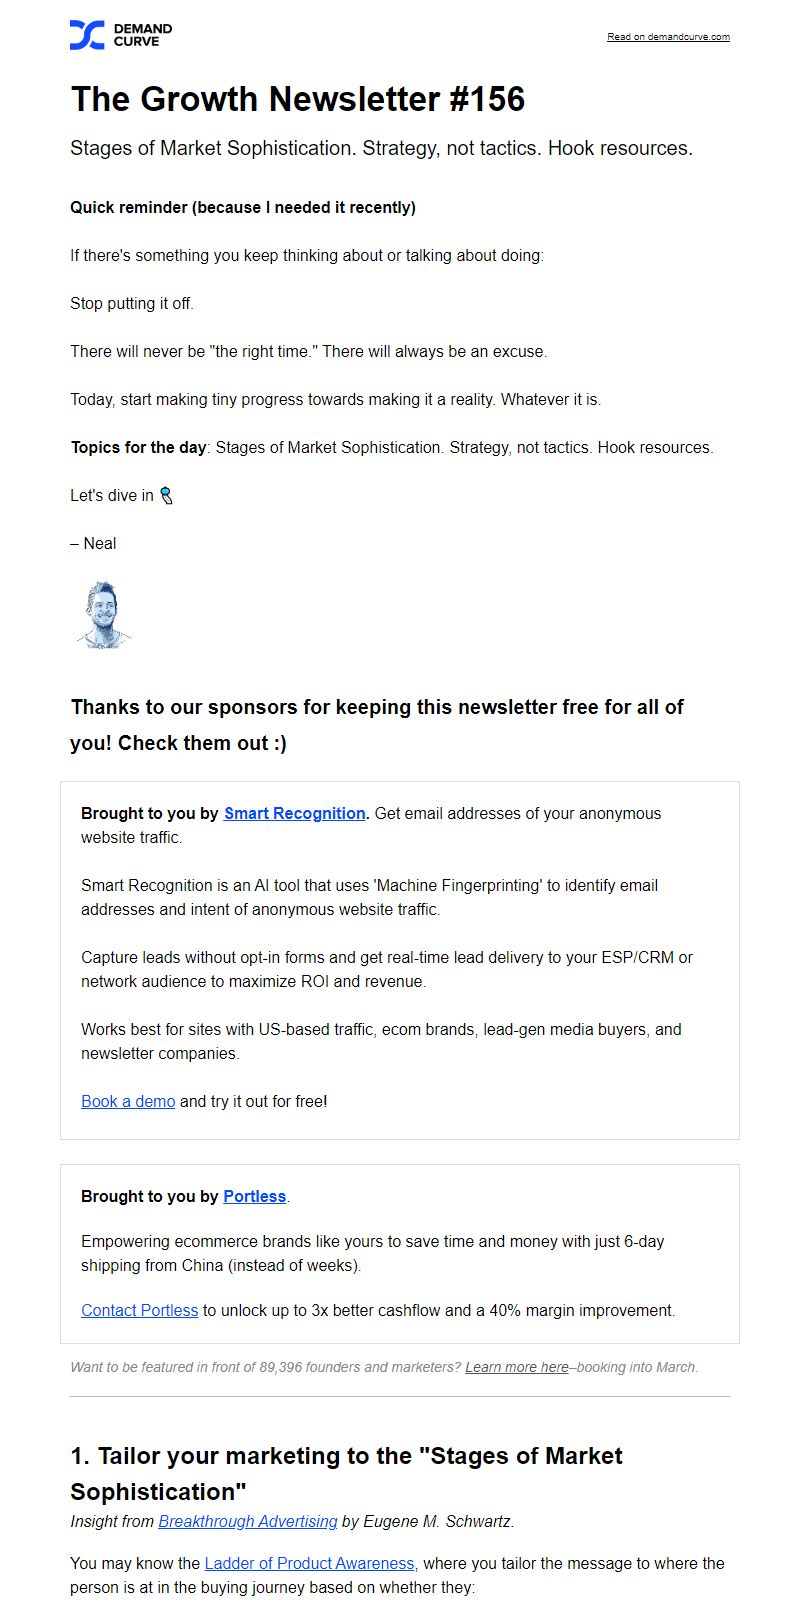 DEMAND
CURVE
Read on demandcurve.com
The Growth Newsletter #156
Stages of Market Sophistication. Strategy, not tactics. Hook resources.
Quick reminder (because I needed it recently)
If there's something you keep thinking about or talking about doing:
Stop putting it off.
There will never be "the right time." There will always be an excuse.
Today, start making tiny progress towards making it a reality. Whatever it is.
Topics for the day: Stages of Market Sophistication. Strategy, not tactics. Hook resources.
Let's dive in
– Neal
Thanks to our sponsors for keeping this newsletter free for all of
you! Check them out :)
Brought to you by Smart Recognition. Get email addresses of your anonymous
website traffic.
Smart Recognition is an AI tool that uses 'Machine Fingerprinting' to identify email
addresses and intent of anonymous website traffic.
Capture leads without opt-in forms and get real-time lead delivery to your ESP/CRM or
network audience to maximize ROI and revenue.
Works best for sites with US-based traffic, ecom brands, lead-gen media buyers, and
newsletter companies.
Book a demo and try it out for free!
Brought to you by Portless.
Empowering ecommerce brands like yours to save time and money with just 6-day
shipping from China (instead of weeks).
Contact Portless to unlock up to 3x better cashflow and a 40% margin improvement.
Want to be featured in front of 89,396 founders and marketers? Learn more here–booking into March.
1. Tailor your marketing to the "Stages of Market
Sophistication"
Insight from Breakthrough Advertising by Eugene M. Schwartz.
You may know the Ladder of Product Awareness, where you tailor the message to where the
person is at in the buying journey based on whether they: